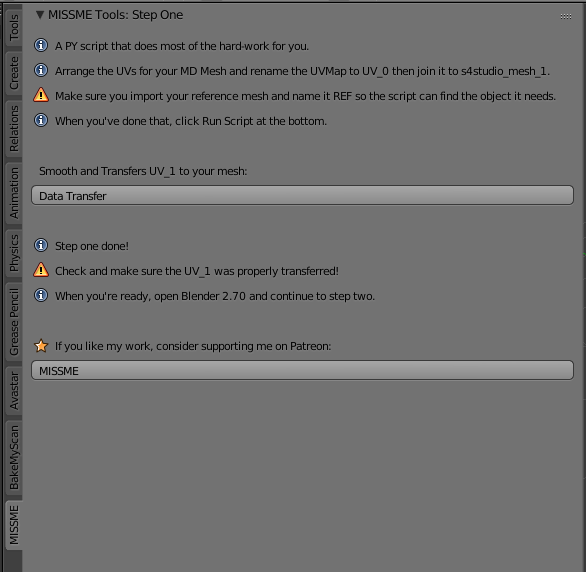 MISSME Tools: Step One
A PY script that does most of the hard-work for you.
Arrange the UVs for your MD Mesh and rename the UVMap to UV_0 then join it to s4studio_mesh_1.
Make sure you import your reference mesh and name it REF so the script can find the object it needs.
When you've done that, click Run Script at the bottom.
Smooth and Transfers UV_1 to your mesh:
Data Transfer
Step one done!
Check and make sure the UV_1 was properly transferred!
When you're ready, open Blender 2.70 and continue to step two.
If you like my work, consider supporting me on Patreon:
MISSME
Tools
Create
Relations
Animation
Physics
Grease Pencil
Avastar
BakeMyScan
MISSME